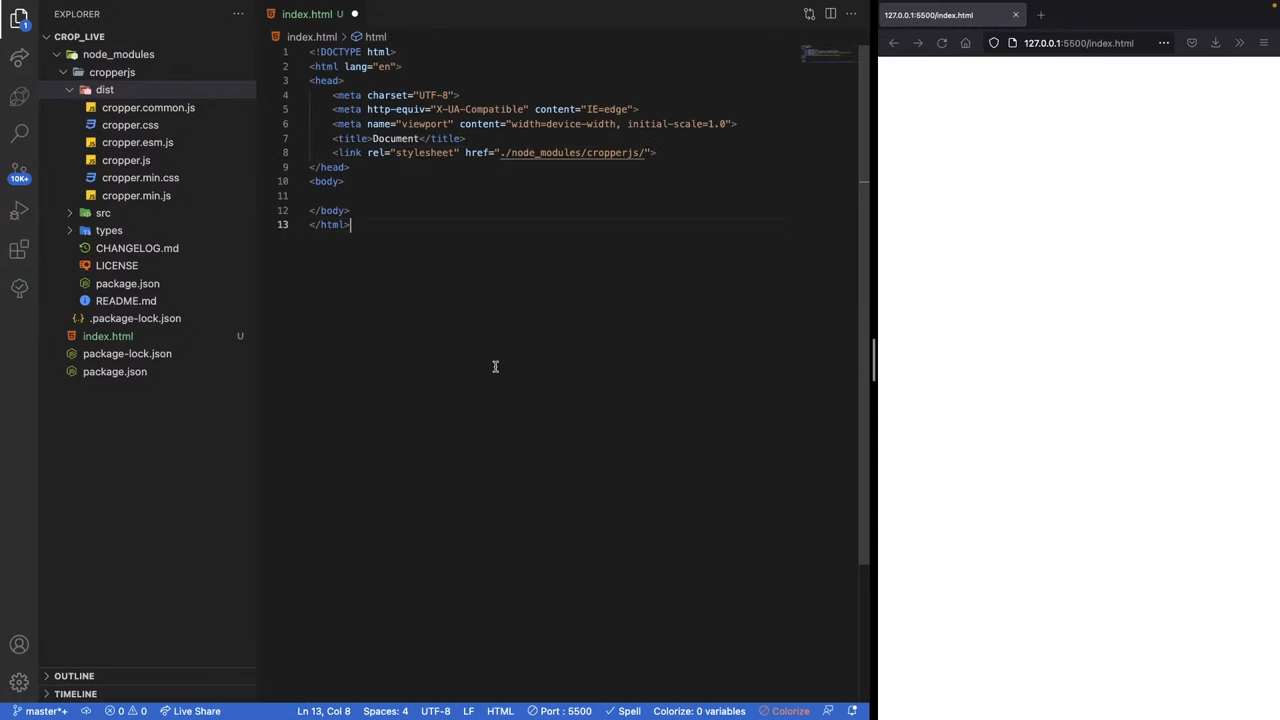 EXPLORER
CROP_LIVE
node_modules
cropperjs
dist
cropper.common.js
cropper.css
cropper.esm.js
cropper.js
cropper.min.css
cropper.min.js
src
types
CHANGELOG.md
LICENSE
package.json
README.md
.package-lock.json
index.html U
package-lock.json
package.json
OUTLINE
TIMELINE
1
10K+
index.html U
index.html > html
1 <!DOCTYPE html>
2 <html lang="en">
3 <head>
4 <meta charset="UTF-8">
5 <meta http-equiv="X-UA-Compatible" content="IE=edge">
6 <meta name="viewport" content="width=device-width, initial-scale=1.0">
7 <title>Document</title>
8 <link rel="stylesheet" href="./node_modules/cropperjs/">
9 </head>
10 <body>
11
12 </body>
13 </html>
127.0.0.1:5500/index.html
127.0.0.1:5500/index.html
master*+ 0 0 Live Share Ln 13, Col 8 Spaces: 4 UTF-8 LF HTML Port : 5500 Spell Colorize: 0 variables Colorize